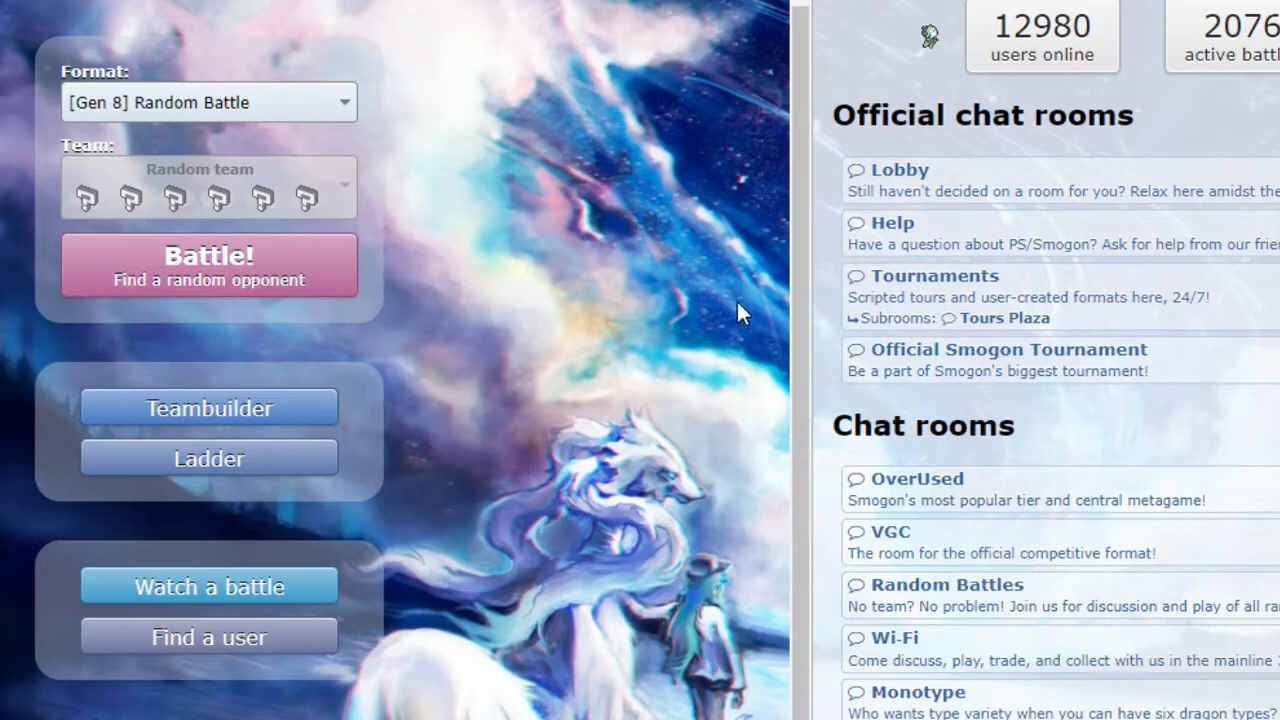 Format:
[Gen 8] Random Battle
Team:
Random team
Battle!
Find a random opponent
Teambuilder
Ladder
Watch a battle
Find a user
12980
users online
2076
active battl
Official chat rooms
Lobby
Still haven't decided on a room for you? Relax here amidst the
Help
Have a question about PS/Smogon? Ask for help from our frie
Tournaments
Scripted tours and user-created formats here, 24/7!
↳Subrooms: Tours Plaza
Official Smogon Tournament
Be a part of Smogon's biggest tournament!
Chat rooms
OverUsed
Smogon's most popular tier and central metagame!
VGC
The room for the official competitive format!
Random Battles
No team? No problem! Join us for discussion and play of all ra
Wi-Fi
Come discuss, play, trade, and collect with us in the mainline
Monotype
Who wants type variety when you can have six dragon types?